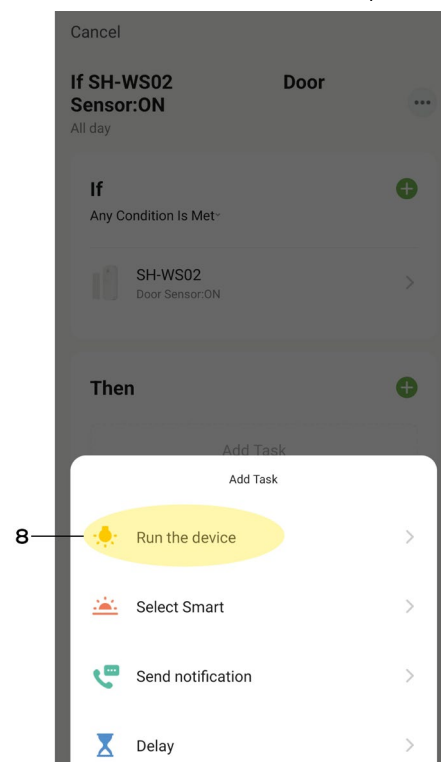 Cancel
If SH-WS02 Door
Sensor:ON
All day
If
Any Condition Is Met
SH-WS02
Door Sensor:ON
Then
Add Task
Add Task
8
Run the device
Select Smart
Send notification
Delay